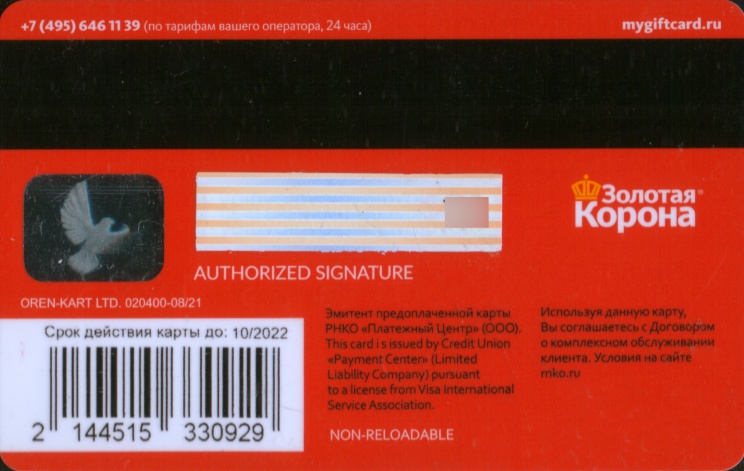 +7 (495) 646 11 39 (по тарифам вашего оператора, 24 часа)
mygiftcard.ru
Золотая®
Корона
AUTHORIZED SIGNATURE
OREN-KART LTD. 020400-08/21
Срок действия карты до: 10/2022
2 144515 330929
Эмитент предоплаченной карты
РНКО «Платежный Центр» (ООО).
This card is issued by Credit Union
«Payment Center» (Limited
Liability Company) pursuant
to a license from Visa International
Service Association.
NON-RELOADABLE
Используя данную карту,
Вы соглашаетесь с Договором
о комплексном обслуживании
клиента. Условия на сайте
rnko.ru